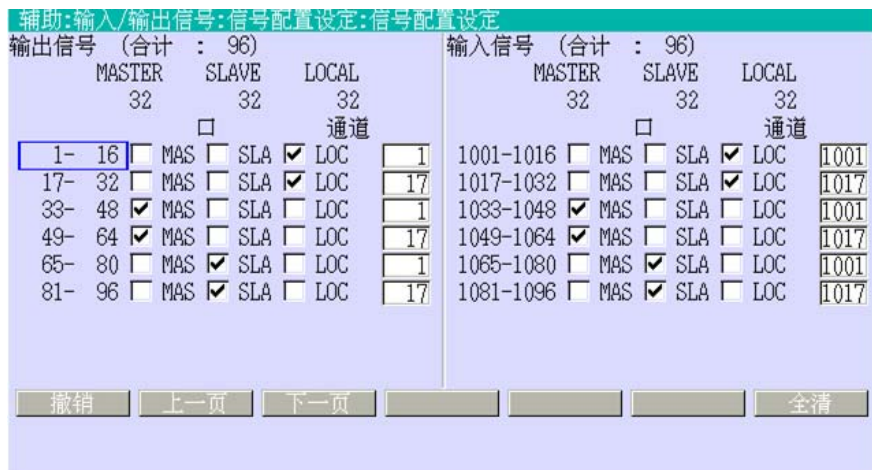 辅助:输入/输出信号:信号配置设定:信号配置设定
输出信号 (合计 : 96)
MASTER SLAVE LOCAL
32 32 32
口 通道
1- 16 MAS SLA LOC 1
17- 32 MAS SLA LOC 17
33- 48 MAS SLA LOC 1
49- 64 MAS SLA LOC 17
65- 80 MAS SLA LOC 1
81- 96 MAS SLA LOC 17
输入信号 (合计 : 96)
MASTER SLAVE LOCAL
32 32 32
口 通道
1001-1016 MAS SLA LOC 1001
1017-1032 MAS SLA LOC 1017
1033-1048 MAS SLA LOC 1001
1049-1064 MAS SLA LOC 1017
1065-1080 MAS SLA LOC 1001
1081-1096 MAS SLA LOC 1017
撤销 上一页 下一页 全清